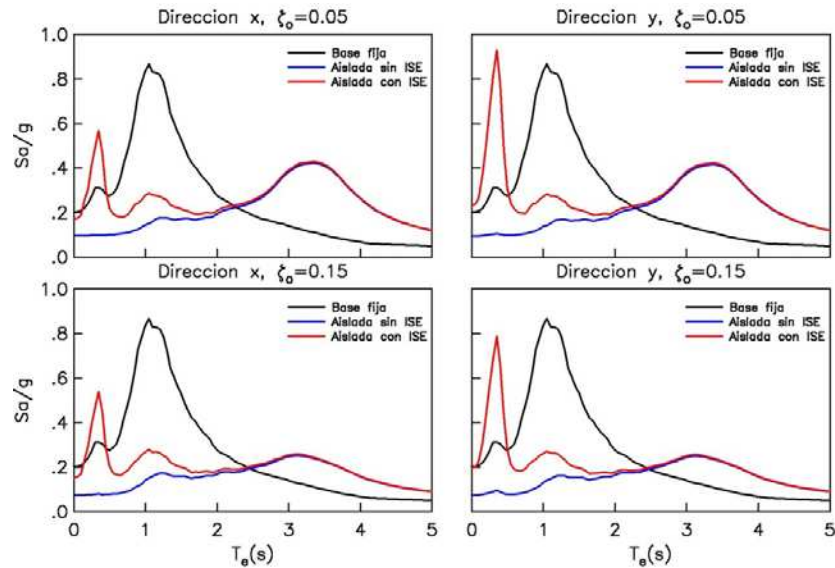 Direccion x, ζo=0.05
Direccion y, ζo=0.05
1.0
.8
.6
.4
.2
.0
Sa/g
Base fija
Aislada sin ISE
Aislada con ISE
Base fija
Aislada sin ISE
Aislada con ISE
Direccion x, ζo=0.15
Direccion y, ζo=0.15
1.0
.8
.6
.4
.2
.0
Sa/g
Base fija
Aislada sin ISE
Aislada con ISE
Base fija
Aislada sin ISE
Aislada con ISE
0 1 2 3 4 5
0 1 2 3 4 5
Te(s)
Te(s)